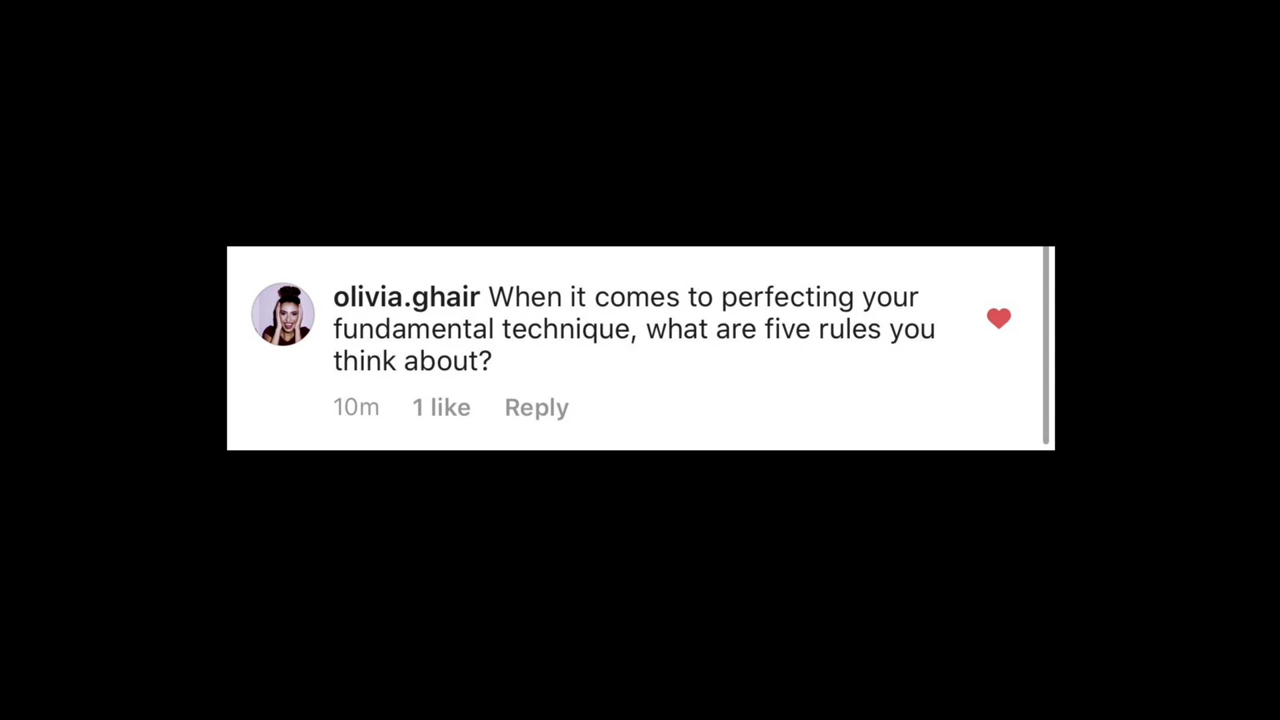 olivia.ghair When it comes to perfecting your
fundamental technique, what are five rules you
think about?
10m 1 like Reply